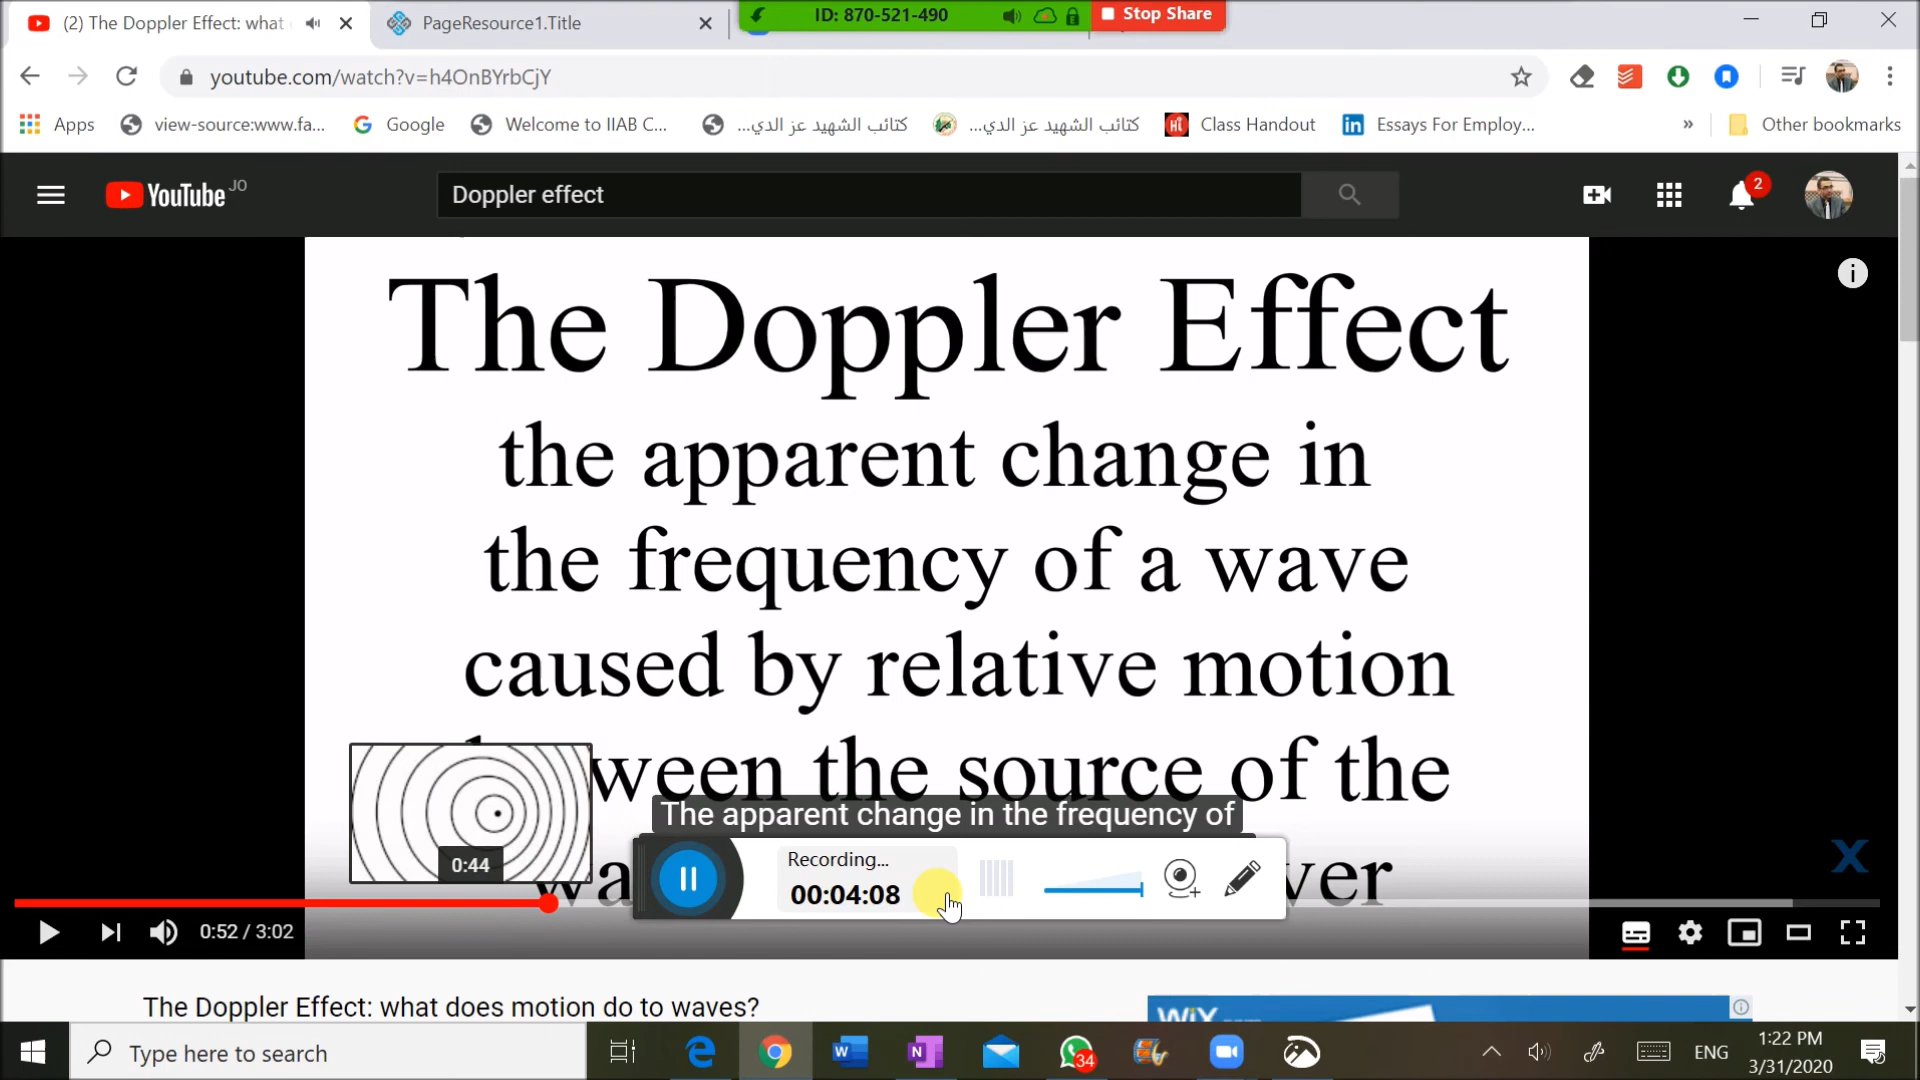 (2) The Doppler Effect: what
PageResource1.Title
ID: 870-521-490
Stop Share
youtube.com/watch?v=h4OnBYrbCjY
Apps
view-source:www.fa...
Google
Welcome to IIAB C...
كتائب الشهيد عز الدي...
كتائب الشهيد عز الدي...
Class Handout
Essays For Employ...
»
Other bookmarks
YouTube JO
Doppler effect
2
The Doppler Effect
the apparent change in
the frequency of a wave
caused by relative motion
ween the source of the
wa
ver
The apparent change in the frequency of
0:44
Recording...
00:04:08
X
0:52 / 3:02
The Doppler Effect: what does motion do to waves?
WiX.com
Type here to search
34
ENG
1:22 PM
3/31/2020